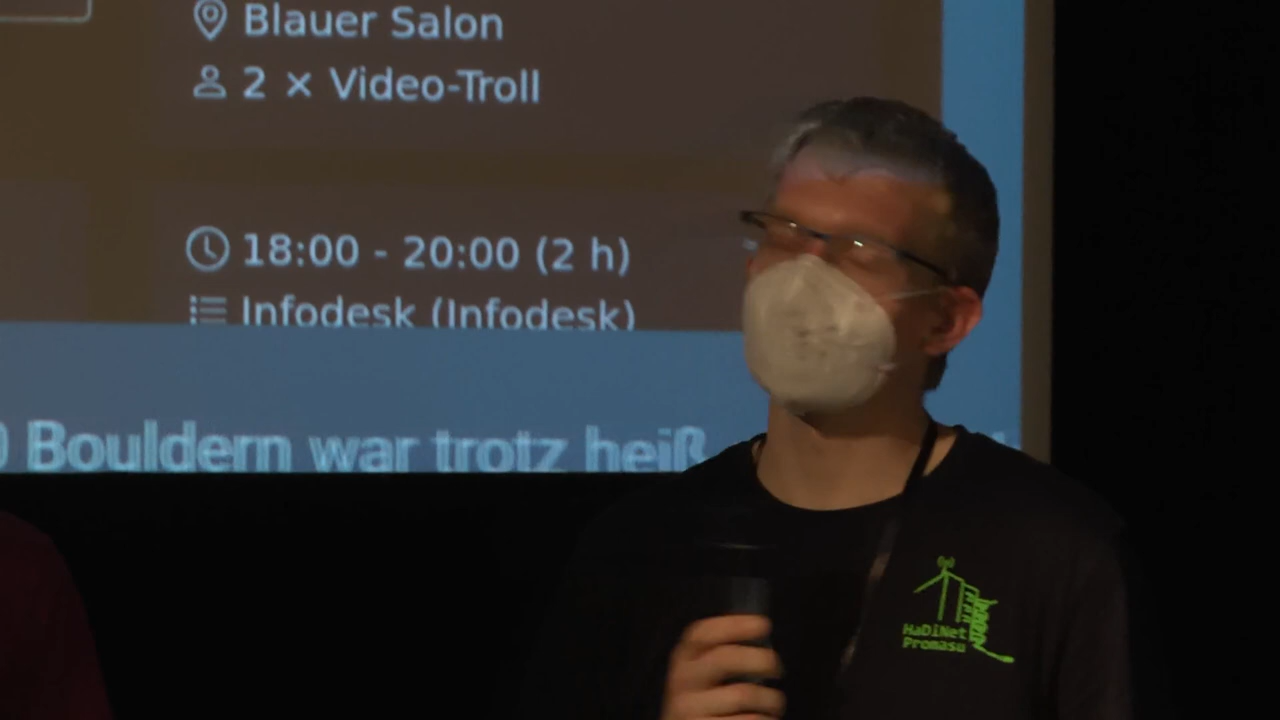 Blauer Salon
2 × Video-Troll
18:00 - 20:00 (2 h)
Infodesk (Infodesk)
Bouldern war trotz heiß
HaDiNet
Promasu